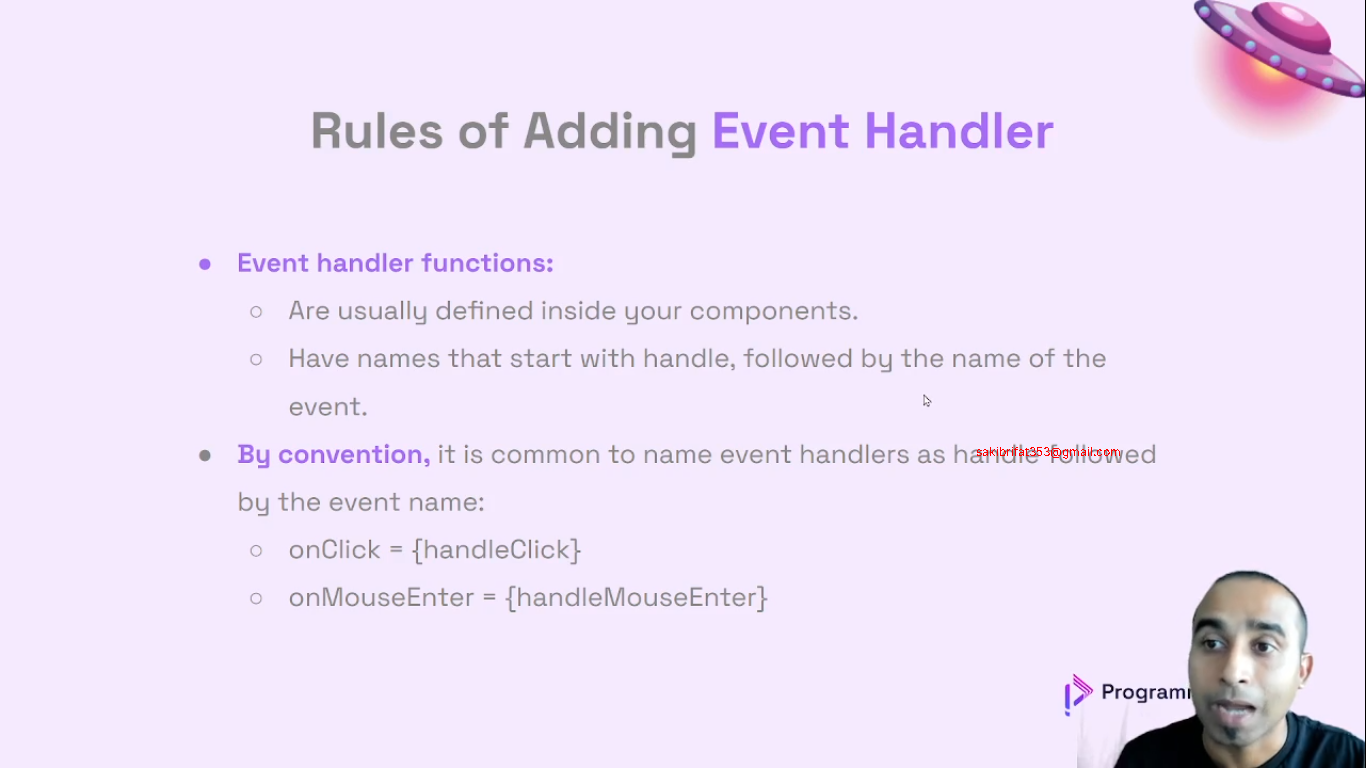 Rules of Adding Event Handler
● Event handler functions:
○ Are usually defined inside your components.
○ Have names that start with handle, followed by the name of the
event.
● By convention, it is common to name event handlers as handle followed
by the event name:
○ onClick = {handleClick}
○ onMouseEnter = {handleMouseEnter}
sakibrifat353@gmail.com